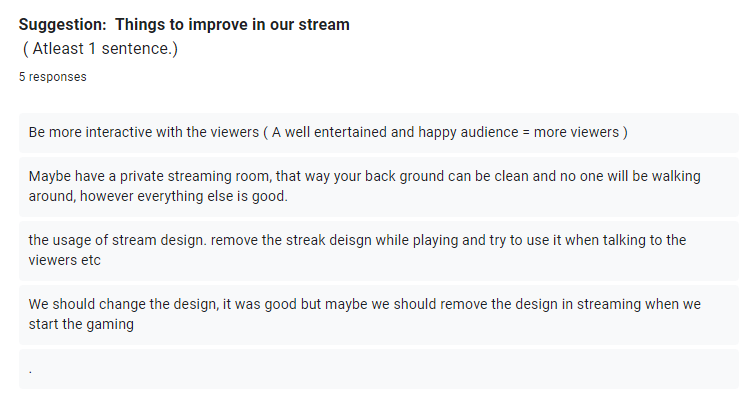 Suggestion:  Things to improve in our stream
( Atleast 1 sentence.)
5 responses
Be more interactive with the viewers ( A well entertained and happy audience = more viewers )
Maybe have a private streaming room, that way your back ground can be clean and no one will be walking
around, however everything else is good.
the usage of stream design. remove the streak deisgn while playing and try to use it when talking to the
viewers etc
We should change the design, it was good but maybe we should remove the design in streaming when we
start the gaming
.